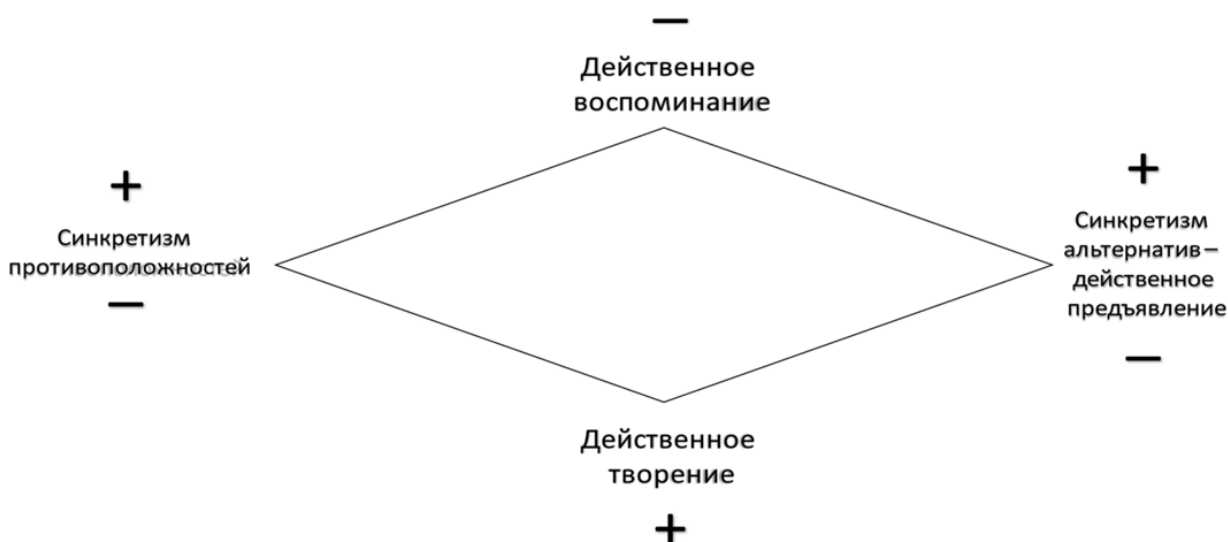 —
Действенное
воспоминание
+
Синкретизм
противоположностей
—
+
Синкретизм
альтернатив –
действенное
предъявление
—
Действенное
творение
+